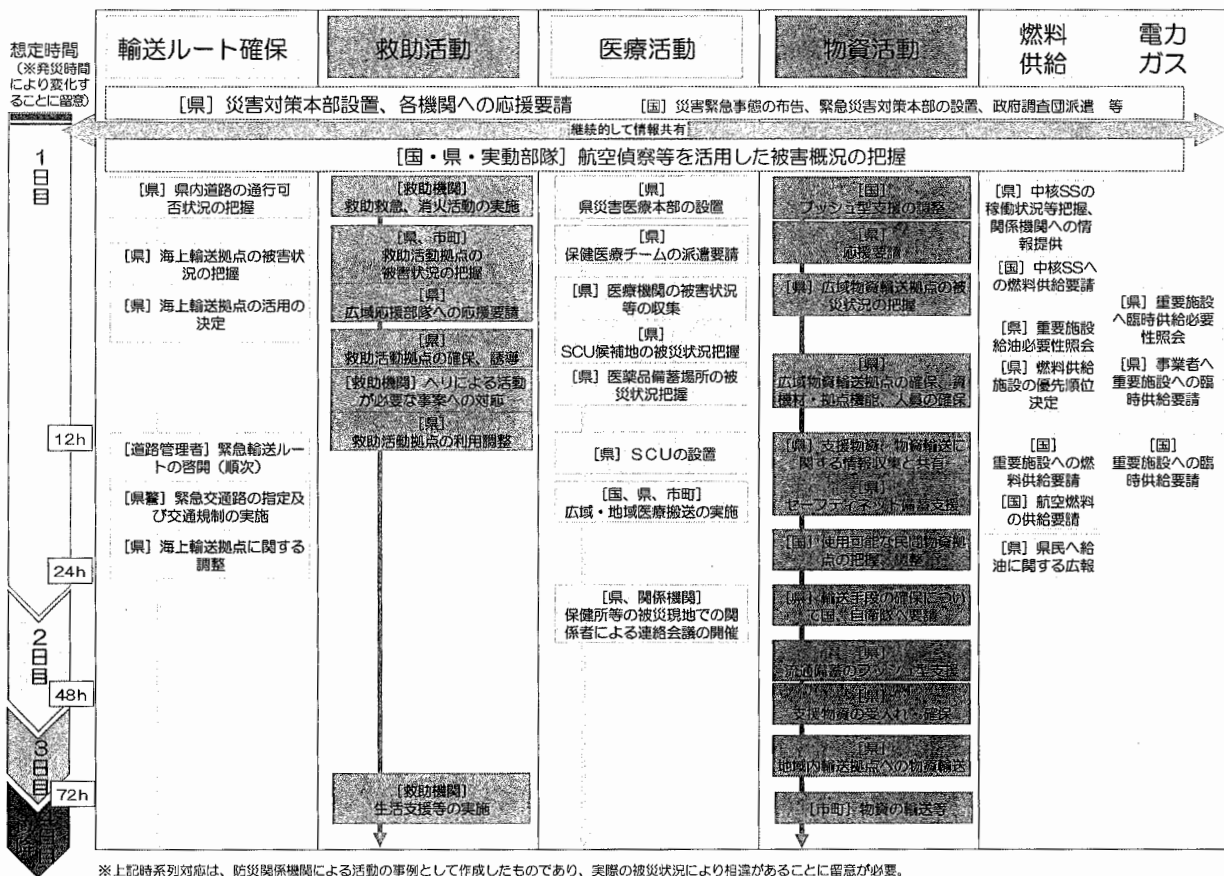 想定時間
（※発災時間
により変化す
ることに留意）
輸送ルート確保
救助活動
医療活動
物資活動
燃料
供給
電力
ガス
［県］災害対策本部設置、各機関への応援要請
［国］災害緊急事態の布告、緊急災害対策本部の設置、政府調査団派遣　等
継続的して情報共有
［国・県・実動部隊］航空偵察等を活用した被害概況の把握
1
日
目
12h
24h
2
日
目
48h
3
日
目
72h
［県］県内道路の通行可
否状況の把握
［県］海上輸送拠点の被害状
況の把握
［県］海上輸送拠点の活用の
決定
［道路管理者］緊急輸送ルー
トの啓開（順次）
［県警］緊急交通路の指定及
び交通規制の実施
［県］海上輸送拠点に関する
調整
［救助機関］
救助救急、消火活動の実施
［県、市町］
救助活動拠点の
被害状況の把握
［県］
広域応援部隊への応援要請
［県］
救助活動拠点の確保、誘導
［救助機関］ヘリによる活動
が必要な事案への対応
［県］
救助活動拠点の利用調整
［救助機関］
生活支援等の実施
［県］
県災害医療本部の設置
［県］
保健医療チームの派遣要請
［県］医療機関の被害状況
等の収集
［県］
SCU候補地の被災状況把握
［県］医薬品備蓄場所の被
災状況把握
［県］ＳＣＵの設置
［国、県、市町］
広域・地域医療搬送の実施
［県、関係機関］
保健所等の被災現地での関
係者による連絡会議の開催
［国］
プッシュ型支援の調整
［県］
応援要請
［県］広域物資輸送拠点の被
災状況の把握
［県］
広域物資輸送拠点の確保、資
機材・拠点機能、人員の確保
［県］支援物資、物資輸送に
関する情報収集と共有
［県］
セーフティネット備蓄支援
［国］使用可能な民間物資拠
点の把握、調整
［県］輸送手段の確保につい
て国、自衛隊へ要請
［国、県］
流通備蓄のプッシュ型支援
［県］
支援物資の受入れ、確保
［県］
地域内輸送拠点への物資輸送
［市町］物資の輸送等
［県］中核SSの
稼働状況等把握、
関係機関への情
報提供
［国］中核SSへ
の燃料供給要請
［県］重要施設
給油必要性照会
［県］燃料供給
施設の優先順位
決定
［国］
重要施設への燃
料供給要請
［国］航空燃料
の供給要請
［県］県民へ給
油に関する広報
［県］重要施設
へ臨時供給必要
性照会
［県］事業者へ
重要施設への臨
時供給要請
［国］
重要施設への臨
時供給要請
※上記時系列対応は、防災関係機関による活動の事例として作成したものであり、実際の被災状況により相違があることに留意が必要。